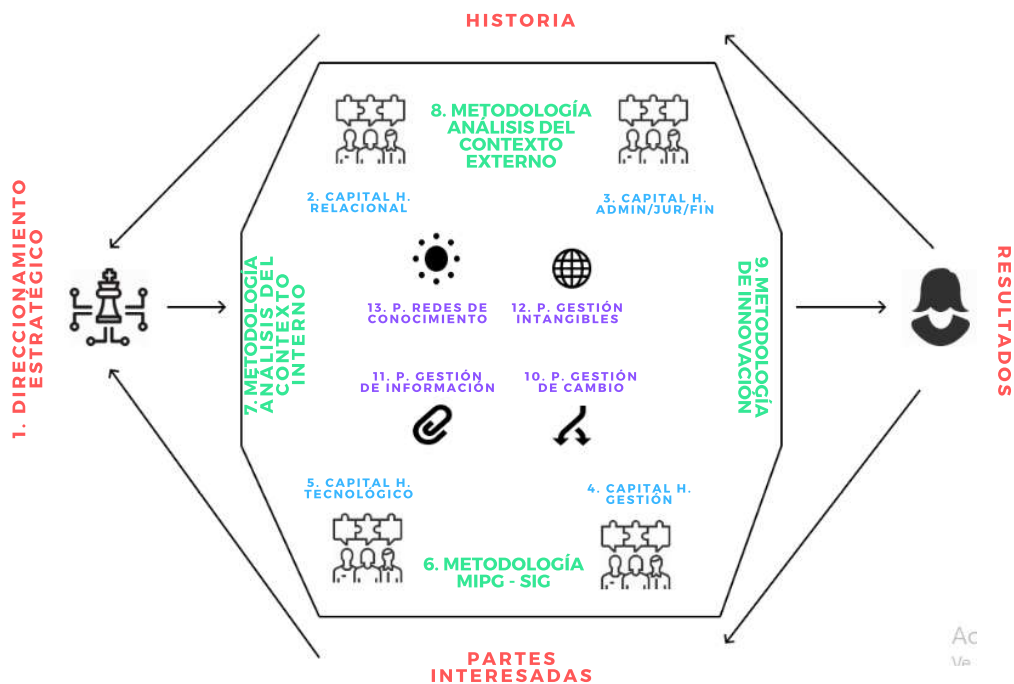 HISTORIA
8. METODOLOGÍA
ANÁLISIS DEL
CONTEXTO
EXTERNO
2. CAPITAL H.
RELACIONAL
3. CAPITAL H.
ADMIN/JUR/FIN
1. DIRECCIONAMIENTO
ESTRATÉGICO
7. METODOLOGÍA
ANÁLISIS DEL
CONTEXTO
INTERNO
13. P. REDES DE
CONOCIMIENTO
12. P. GESTIÓN
INTANGIBLES
9. METODOLOGÍA
DE INNOVACIÓN
RESULTADOS
11. P. GESTIÓN
DE INFORMACIÓN
10. P. GESTIÓN
DE CAMBIO
5. CAPITAL H.
TECNOLÓGICO
4. CAPITAL H.
GESTIÓN
6. METODOLOGÍA
MIPG - SIG
PARTES
INTERESADAS